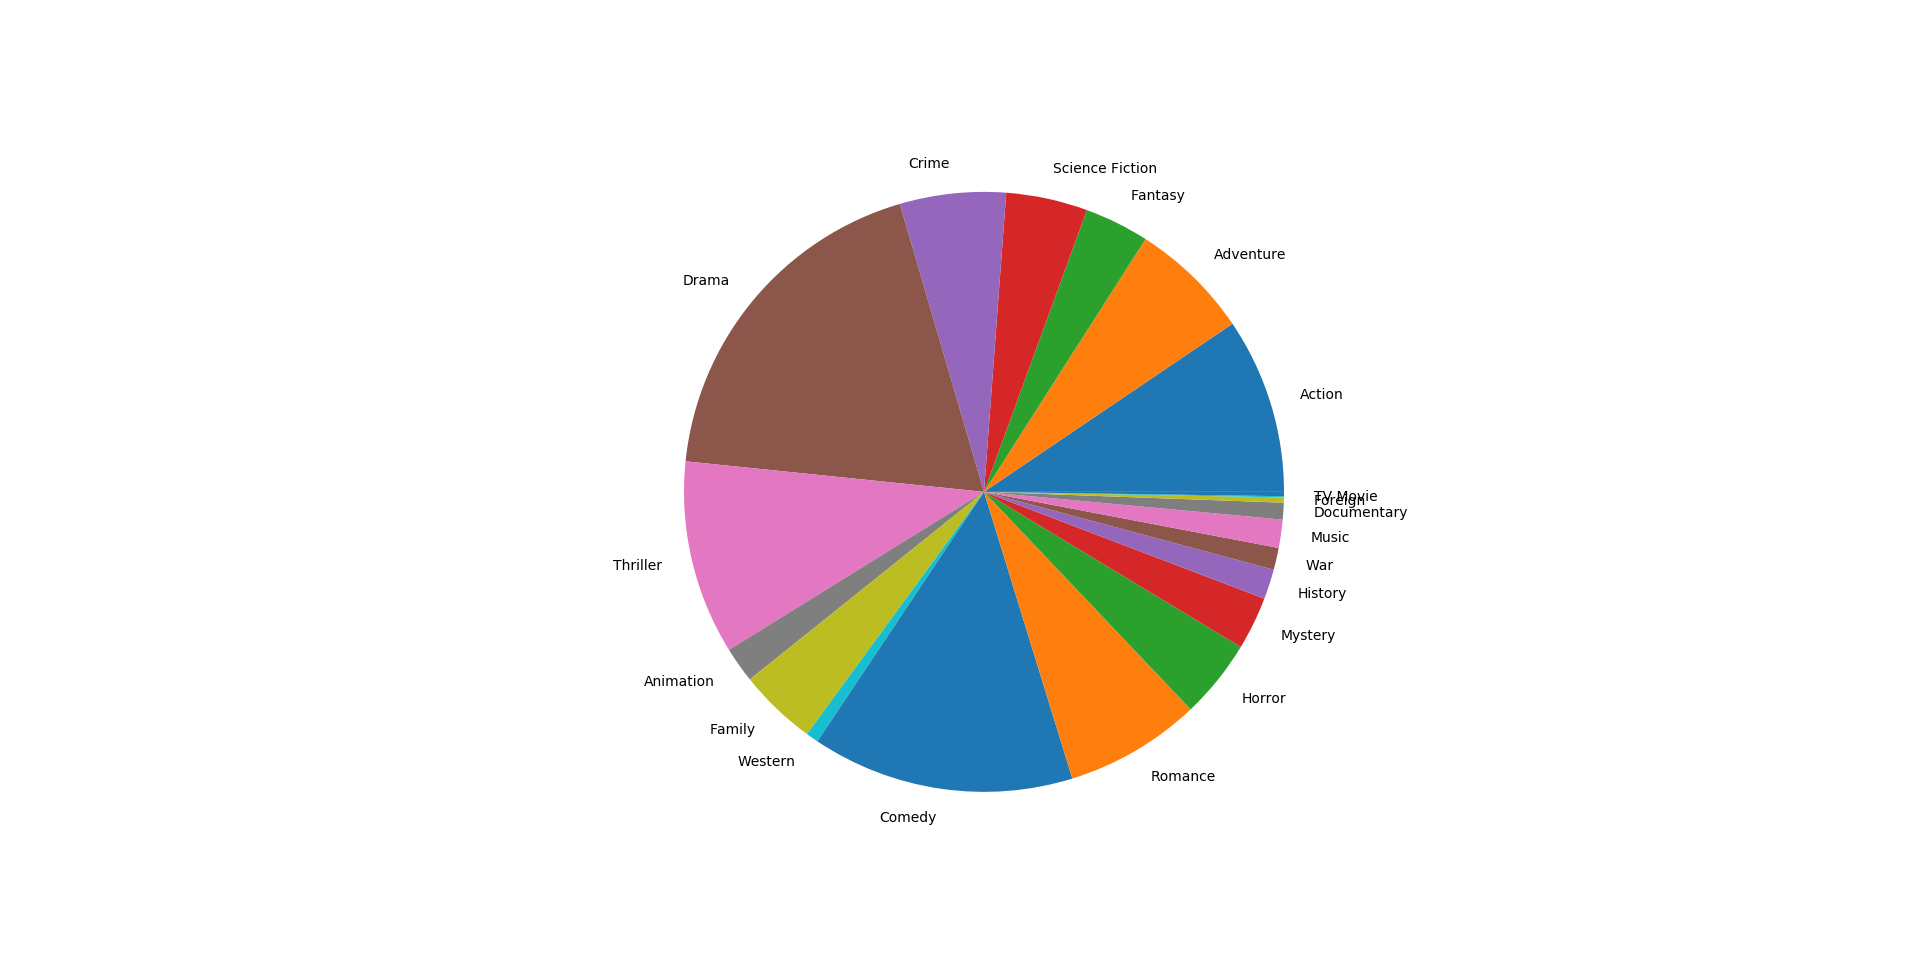 Crime
Science Fiction
Fantasy
Adventure
Drama
Action
TV Movie
Foreign
Documentary
Music
War
Thriller
History
Mystery
Animation
Horror
Family
Western
Romance
Comedy